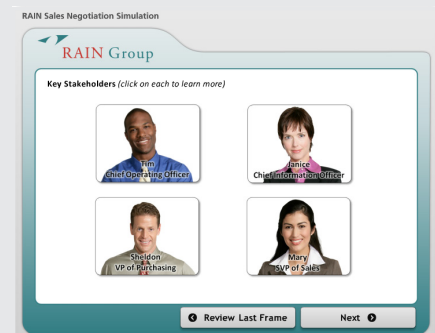 RAIN Sales Negotiation Simulation
RAIN Group
Key Stakeholders (click on each to learn more)
Tim
Chief Operating Officer
Janice
Chief Information Officer
Sheldon
VP of Purchasing
Mary
SVP of Sales
Review Last Frame
Next